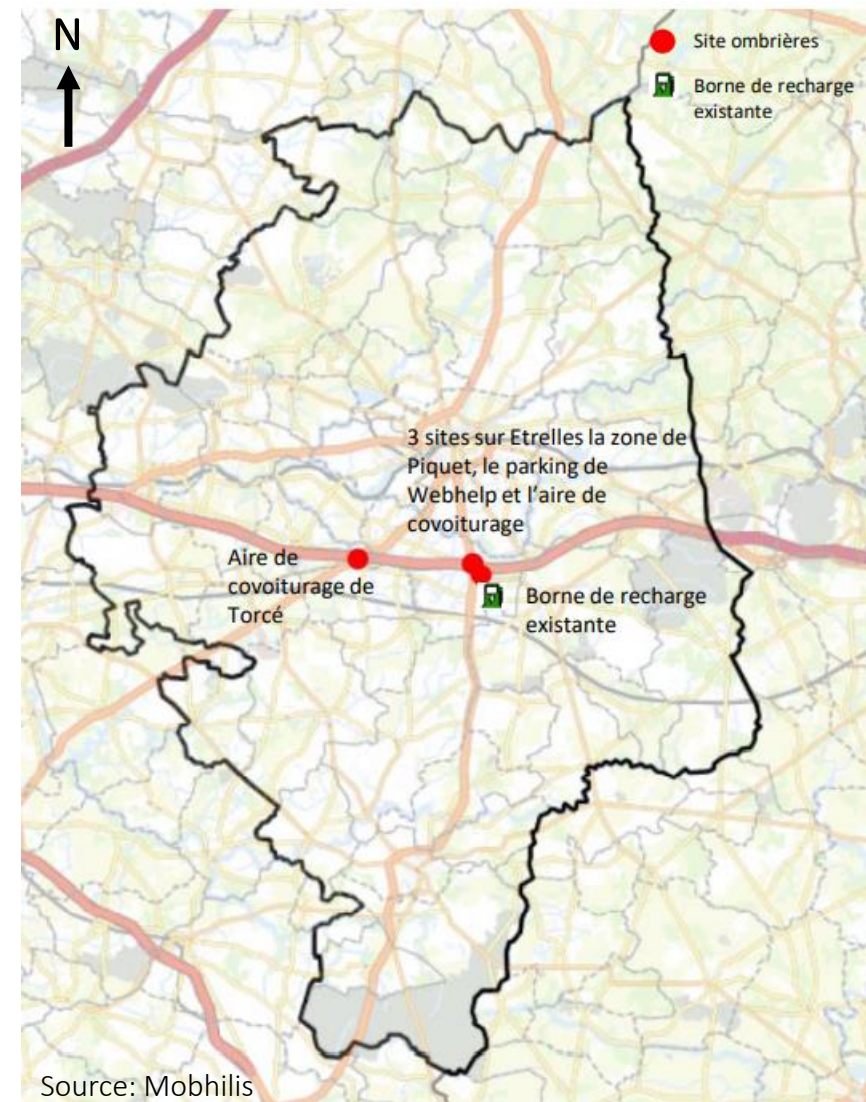 N
Site ombrières
Borne de recharge
existante
3 sites sur Etrelles la zone de
Piquet, le parking de
Webhelp et l'aire de
covoiturage
Aire de
covoiturage de
Torcé
Borne de recharge
existante
Source: Mobhilis